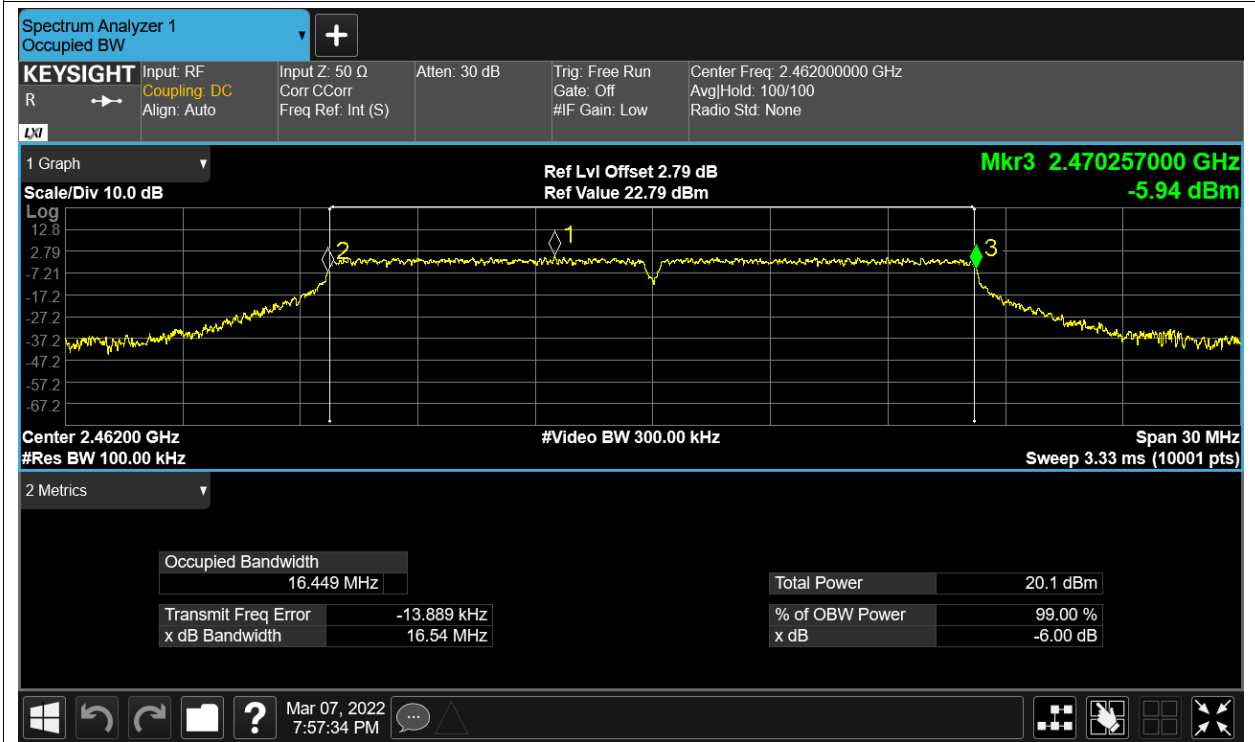 Spectrum Analyzer 1
Occupied BW
KEYSIGHT
R
LXI
Input: RF
Coupling: DC
Align: Auto
Input Z: 50 Ω
Corr CCorr
Freq Ref: Int (S)
Atten: 30 dB
Trig: Free Run
Gate: Off
#IF Gain: Low
Center Freq: 2.462000000 GHz
Avg|Hold: 100/100
Radio Std: None
1 Graph
Scale/Div 10.0 dB
Ref Lvl Offset 2.79 dB
Ref Value 22.79 dBm
Mkr3 2.470257000 GHz
-5.94 dBm
Log
12.8
2.79
-7.21
-17.2
-27.2
-37.2
-47.2
-57.2
-67.2
2
1
3
Center 2.46200 GHz
#Video BW 300.00 kHz
Span 30 MHz
#Res BW 100.00 kHz
Sweep 3.33 ms (10001 pts)
2 Metrics
Occupied Bandwidth
16.449 MHz
Total Power 20.1 dBm
Transmit Freq Error -13.889 kHz
% of OBW Power 99.00 %
x dB Bandwidth 16.54 MHz
x dB -6.00 dB
?
Mar 07, 2022
7:57:34 PM